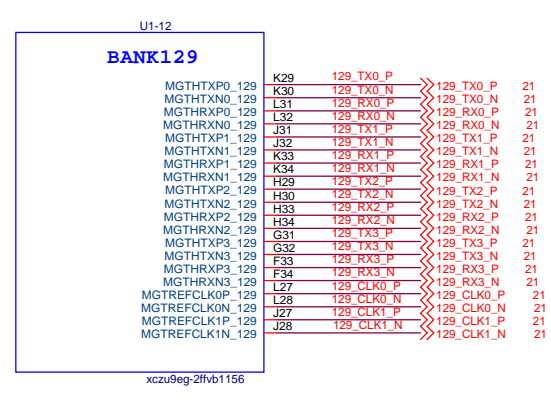 U1-12
BANK129
MGTHTXP0_129 K29 129_TX0_P 129_TX0_P 21
MGTHTXN0_129 K30 129_TX0_N 129_TX0_N 21
MGTHRXP0_129 L31 129_RX0_P 129_RX0_P 21
MGTHRXN0_129 L32 129_RX0_N 129_RX0_N 21
MGTHTXP1_129 J31 129_TX1_P 129_TX1_P 21
MGTHTXN1_129 J32 129_TX1_N 129_TX1_N 21
MGTHRXP1_129 K33 129_RX1_P 129_RX1_P 21
MGTHRXN1_129 K34 129_RX1_N 129_RX1_N 21
MGTHTXP2_129 H29 129_TX2_P 129_TX2_P 21
MGTHTXN2_129 H30 129_TX2_N 129_TX2_N 21
MGTHRXP2_129 H33 129_RX2_P 129_RX2_P 21
MGTHRXN2_129 H34 129_RX2_N 129_RX2_N 21
MGTHTXP3_129 G31 129_TX3_P 129_TX3_P 21
MGTHTXN3_129 G32 129_TX3_N 129_TX3_N 21
MGTHRXP3_129 F33 129_RX3_P 129_RX3_P 21
MGTHRXN3_129 F34 129_RX3_N 129_RX3_N 21
MGTREFCLK0P_129 L27 129_CLK0_P 129_CLK0_P 21
MGTREFCLK0N_129 L28 129_CLK0_N 129_CLK0_N 21
MGTREFCLK1P_129 J27 129_CLK1_P 129_CLK1_P 21
MGTREFCLK1N_129 J28 129_CLK1_N 129_CLK1_N 21
xczu9eg-2ffvb1156